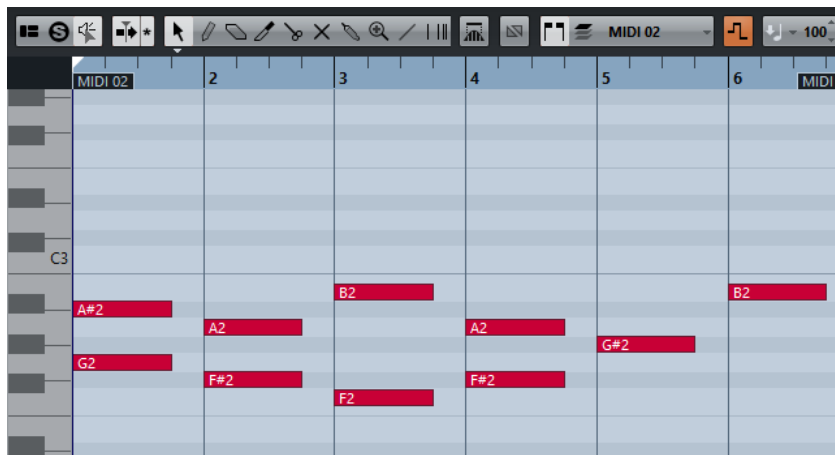 S * MIDI 02 100
MIDI 02 2 3 4 5 6 MIDI
C3
B2 B2
A#2
A2 A2
G#2
G2
F#2 F#2
F2